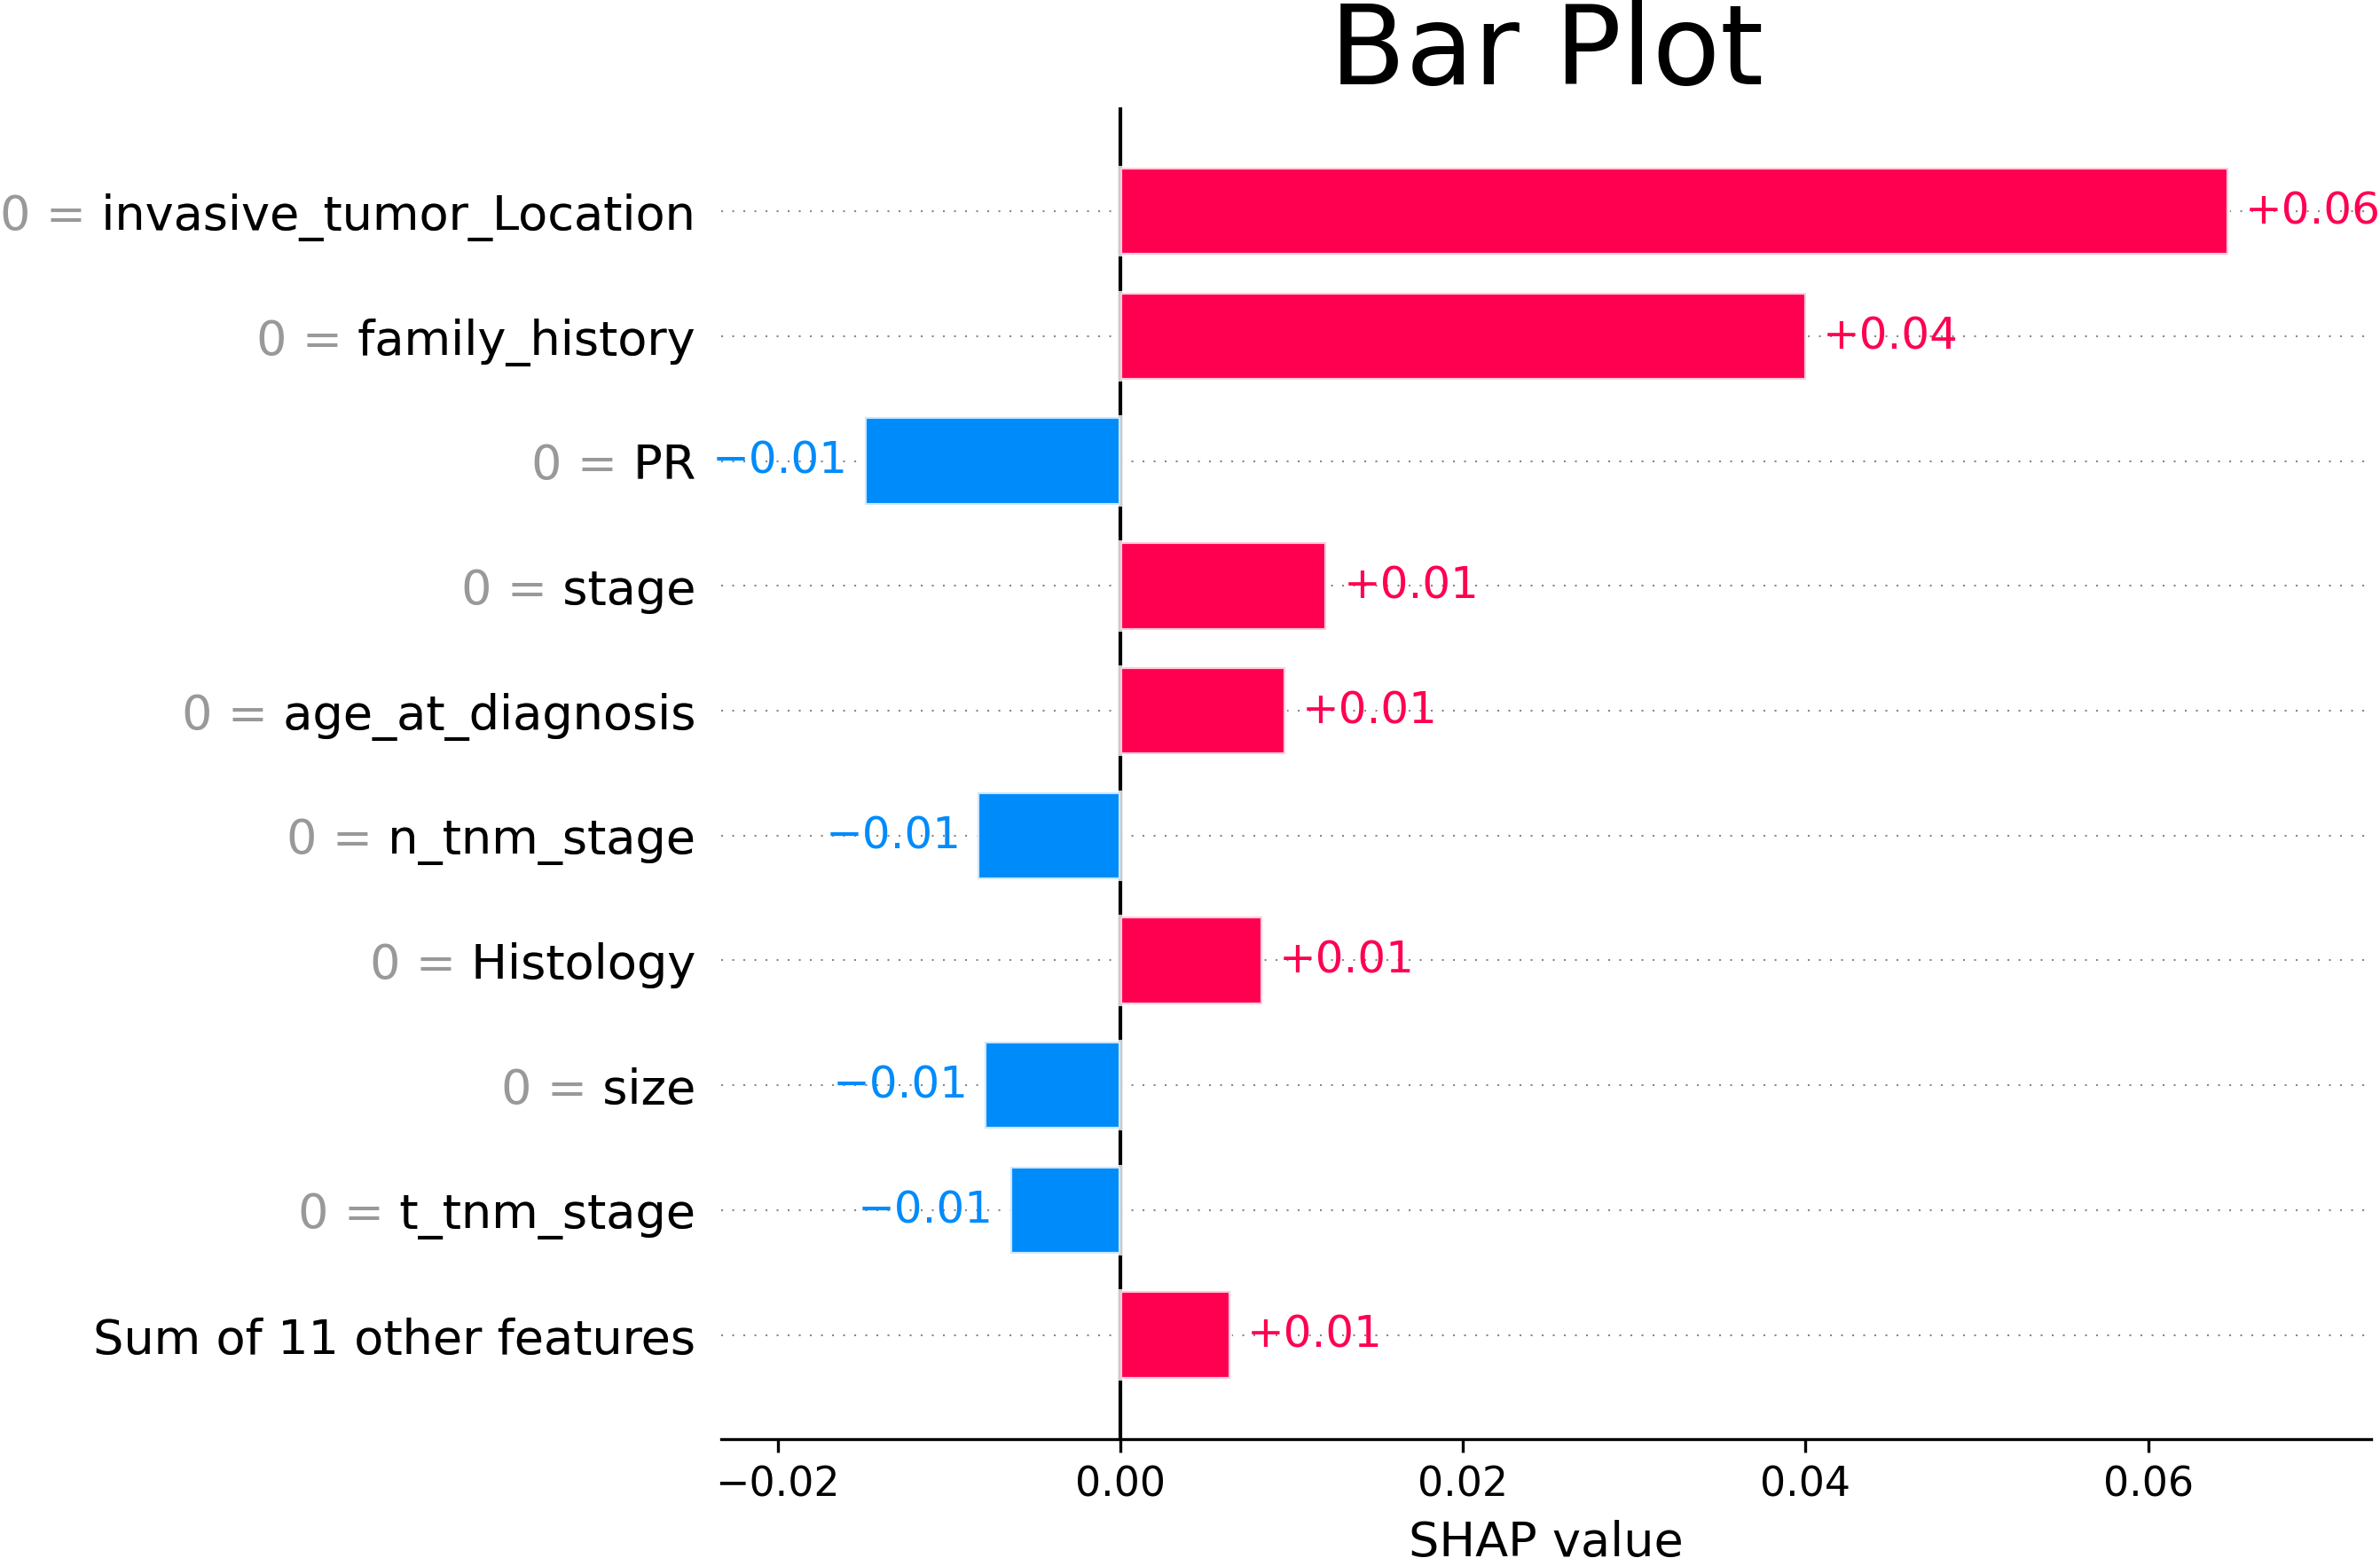 Bar Plot
0 = invasive_tumor_Location +0.06
0 = family_history +0.04
0 = PR −0.01
0 = stage +0.01
0 = age_at_diagnosis +0.01
0 = n_tnm_stage −0.01
0 = Histology +0.01
0 = size −0.01
0 = t_tnm_stage −0.01
Sum of 11 other features +0.01
−0.02 0.00 0.02 0.04 0.06
SHAP value